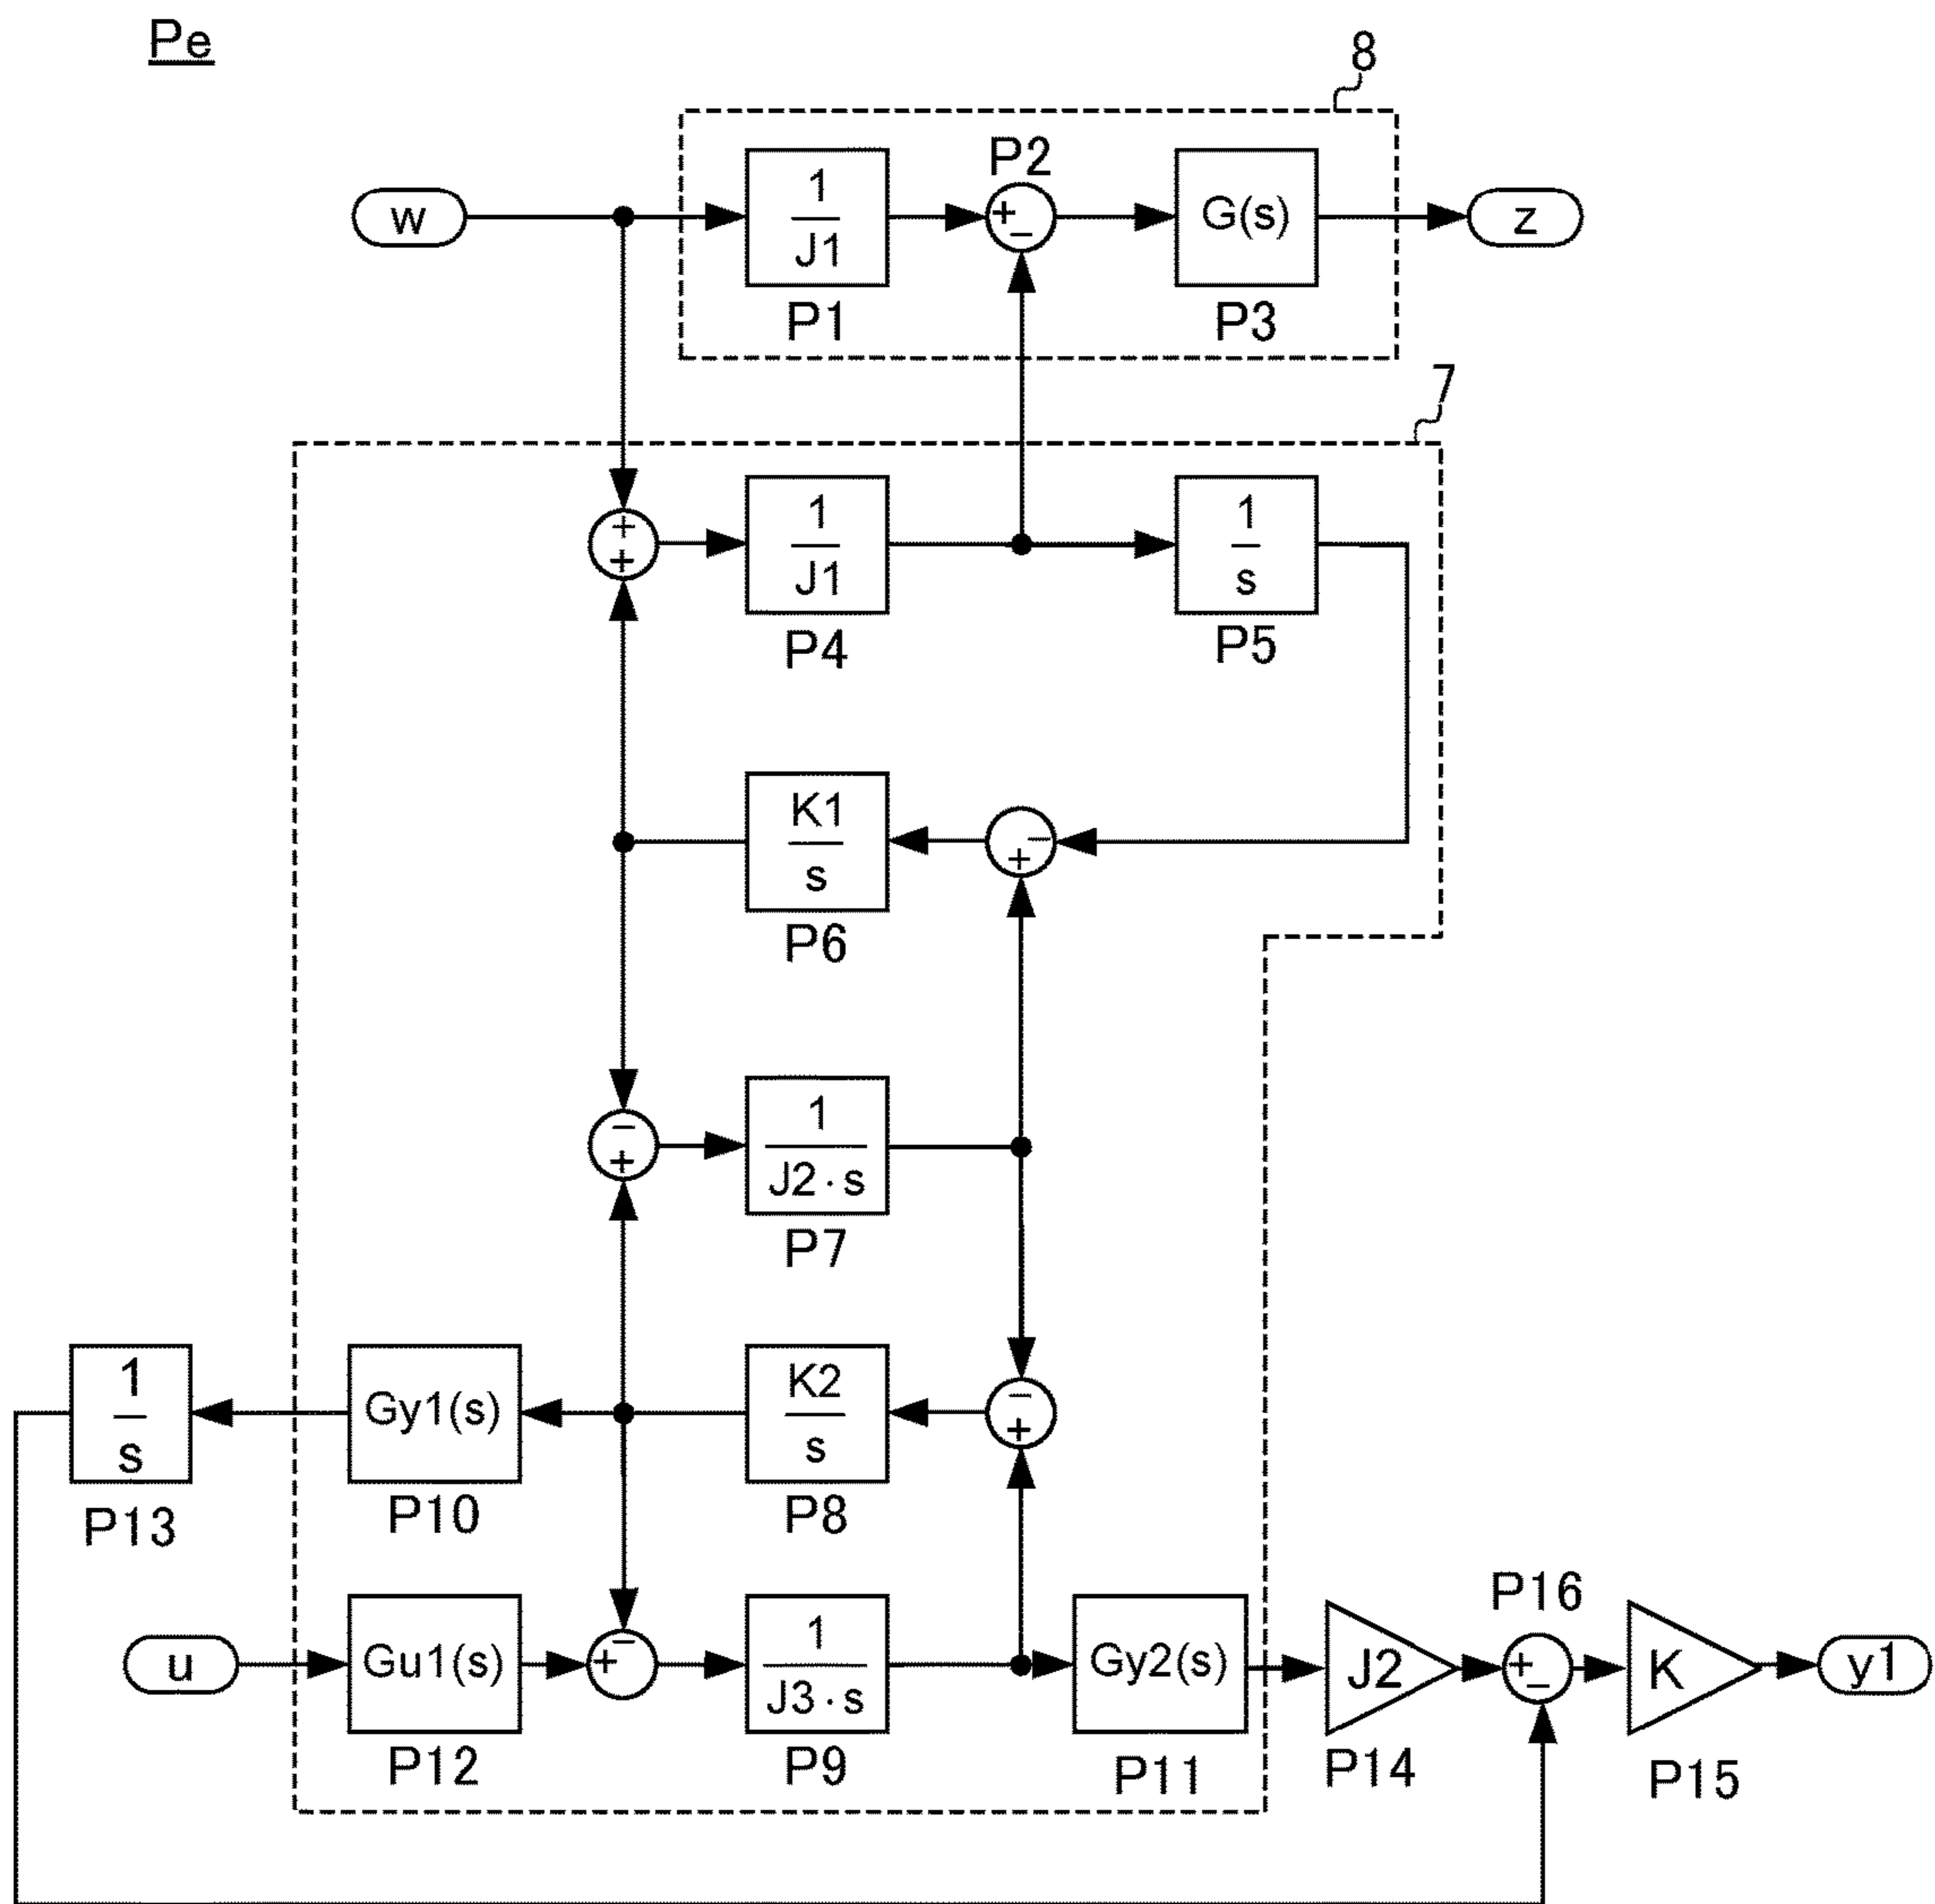 Pe
8
w
1
J1
P1
P2
+
−
G(s)
P3
z
7
+
+
1
J1
P4
1
s
P5
K1
s
P6
−
+
−
+
1
J2·s
P7
1
s
P13
Gy1(s)
P10
K2
s
P8
−
+
u
Gu1(s)
P12
−
+
1
J3·s
P9
Gy2(s)
P11
J2
P14
P16
+
−
K
P15
y1